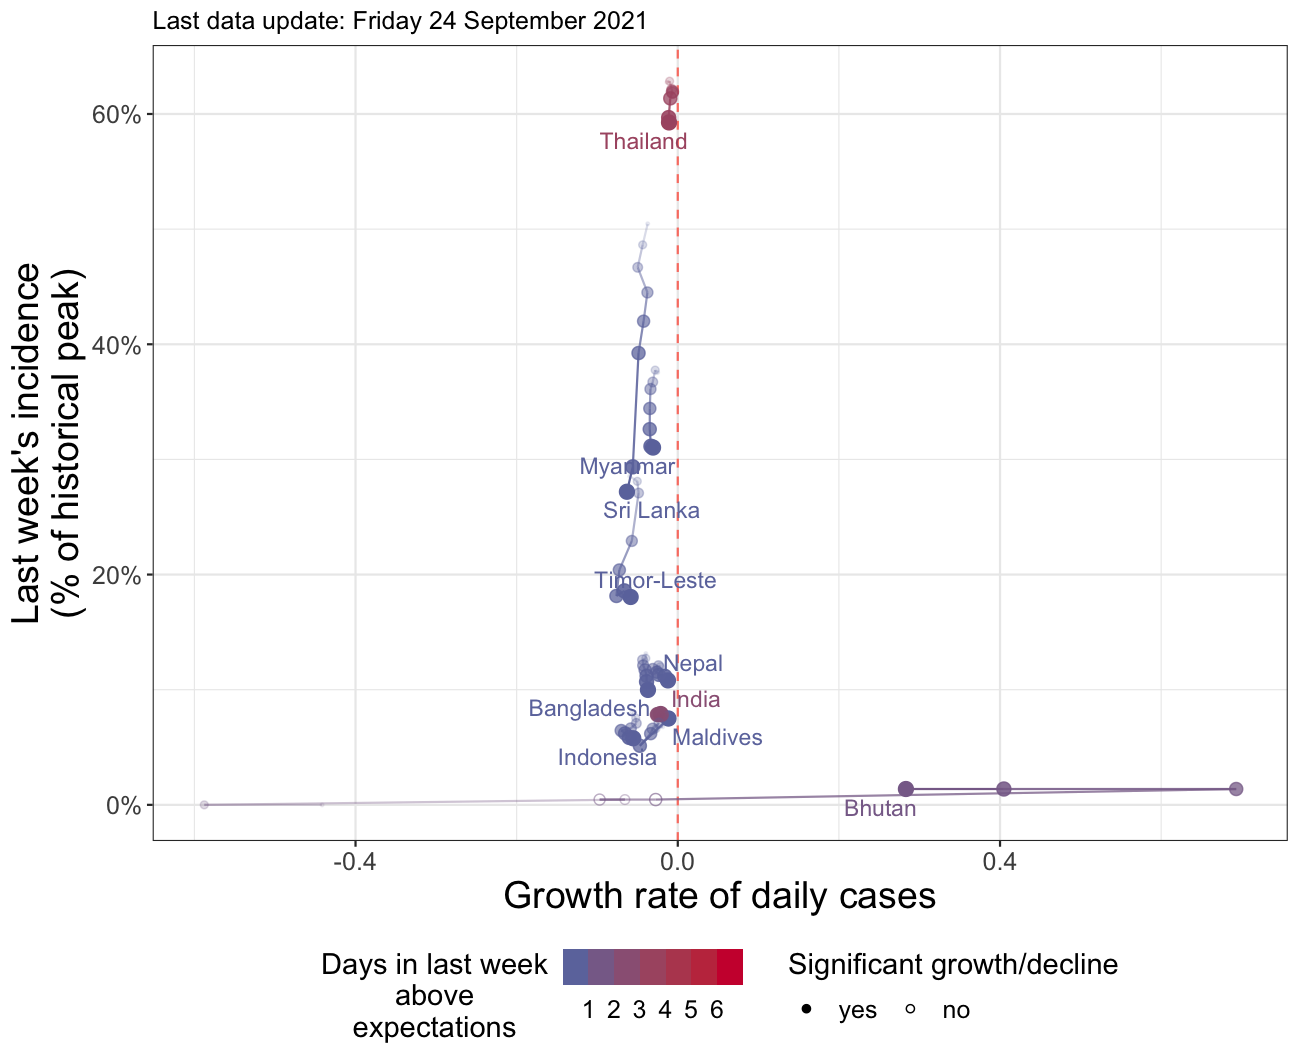 Last data update: Friday 24 September 2021
Last week's incidence
(% of historical peak)
60%
40%
20%
0%
Thailand
Myanmar
Sri Lanka
Timor-Leste
Nepal
India
Bangladesh
Maldives
Indonesia
Bhutan
-0.4
0.0
0.4
Growth rate of daily cases
Days in last week
above
expectations
1 2 3 4 5 6
Significant growth/decline
yes
no